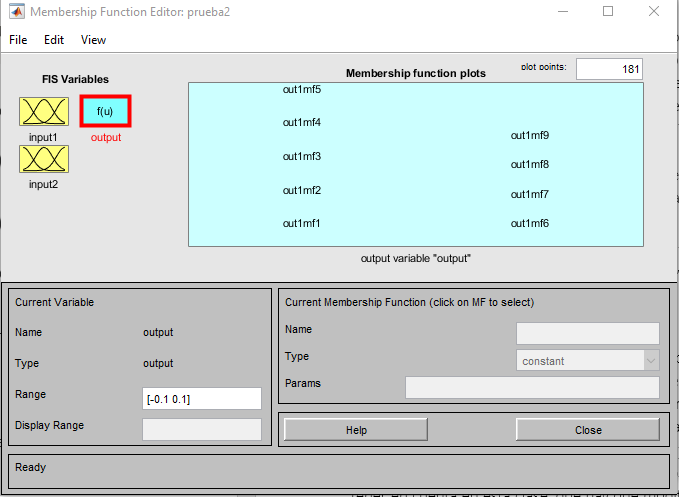 Membership Function Editor: prueba2
File Edit View
FIS Variables
f(u)
input1
output
input2
Membership function plots
plot points:
181
out1mf5
out1mf4
out1mf3
out1mf2
out1mf1
out1mf9
out1mf8
out1mf7
out1mf6
output variable "output"
Current Variable
Name output
Type output
Range [-0.1 0.1]
Display Range
Current Membership Function (click on MF to select)
Name
Type constant
Params
Help Close
Ready